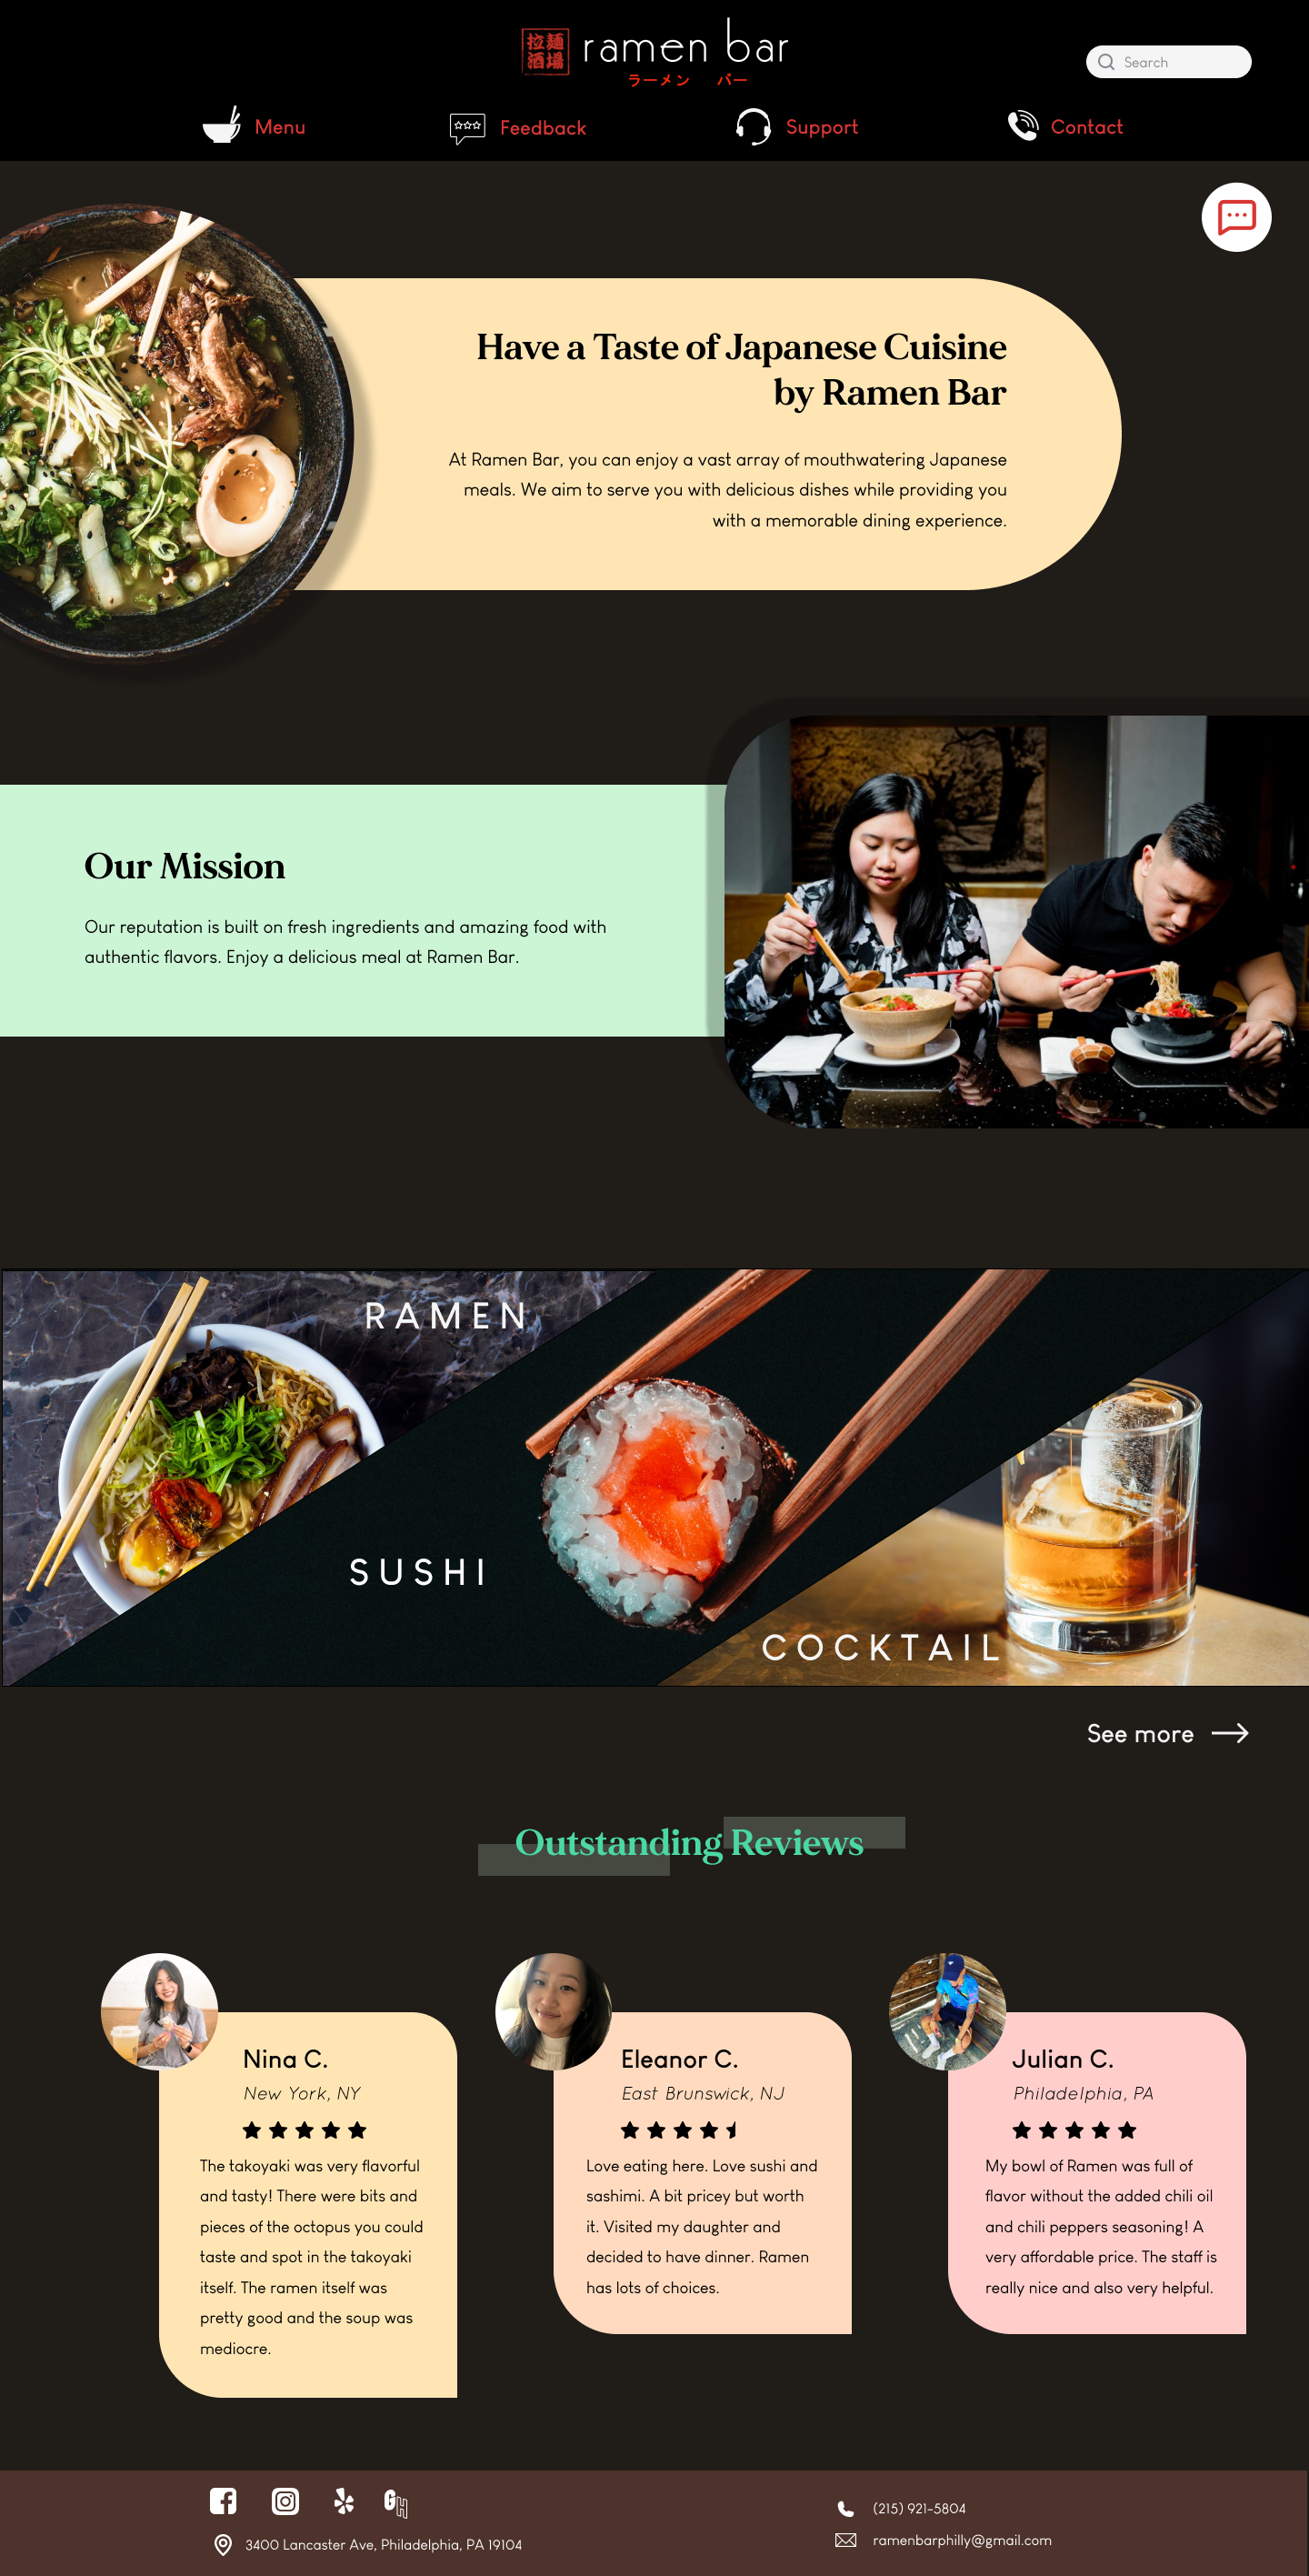 拉麺
酒場
ramen bar
ラーメン バー
Search
Menu
Feedback
Support
Contact
Have a Taste of Japanese Cuisine
by Ramen Bar
At Ramen Bar, you can enjoy a vast array of mouthwatering Japanese
meals. We aim to serve you with delicious dishes while providing you
with a memorable dining experience.
Our Mission
Our reputation is built on fresh ingredients and amazing food with
authentic flavors. Enjoy a delicious meal at Ramen Bar.
RAMEN
SUSHI
COCKTAIL
See more
Outstanding Reviews
Nina C.
New York, NY
The takoyaki was very flavorful
and tasty! There were bits and
pieces of the octopus you could
taste and spot in the takoyaki
itself. The ramen itself was
pretty good and the soup was
mediocre.
Eleanor C.
East Brunswick, NJ
Love eating here. Love sushi and
sashimi. A bit pricey but worth
it. Visited my daughter and
decided to have dinner. Ramen
has lots of choices.
Julian C.
Philadelphia, PA
My bowl of Ramen was full of
flavor without the added chili oil
and chili peppers seasoning! A
very affordable price. The staff is
really nice and also very helpful.
GH
3400 Lancaster Ave, Philadelphia, PA 19104
(215) 921-5804
ramenbarphilly@gmail.com